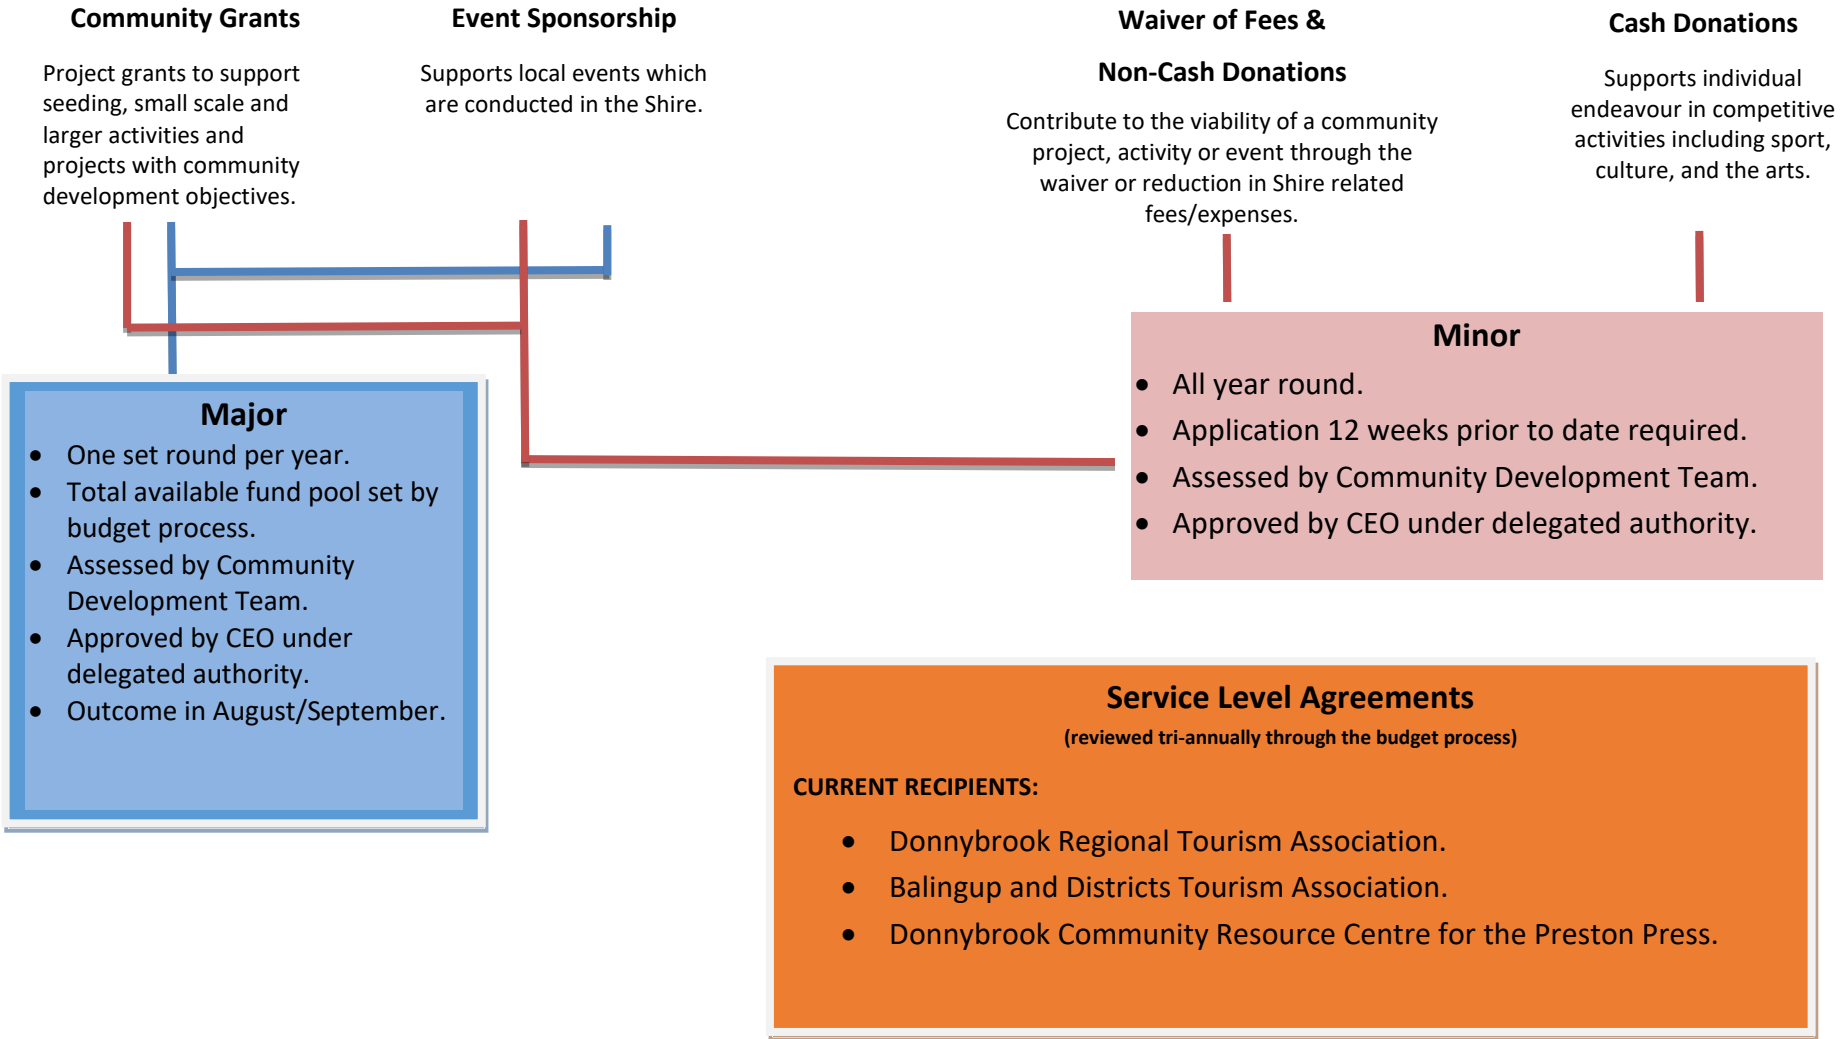 Community Grants
Project grants to support
seeding, small scale and
larger activities and
projects with community
development objectives.
Event Sponsorship
Supports local events which
are conducted in the Shire.
Waiver of Fees &
Non-Cash Donations
Contribute to the viability of a community
project, activity or event through the
waiver or reduction in Shire related
fees/expenses.
Cash Donations
Supports individual
endeavour in competitive
activities including sport,
culture, and the arts.
Major
• One set round per year.
• Total available fund pool set by
budget process.
• Assessed by Community
Development Team.
• Approved by CEO under
delegated authority.
• Outcome in August/September.
Minor
• All year round.
• Application 12 weeks prior to date required.
• Assessed by Community Development Team.
• Approved by CEO under delegated authority.
Service Level Agreements
(reviewed tri-annually through the budget process)
CURRENT RECIPIENTS:
• Donnybrook Regional Tourism Association.
• Balingup and Districts Tourism Association.
• Donnybrook Community Resource Centre for the Preston Press.